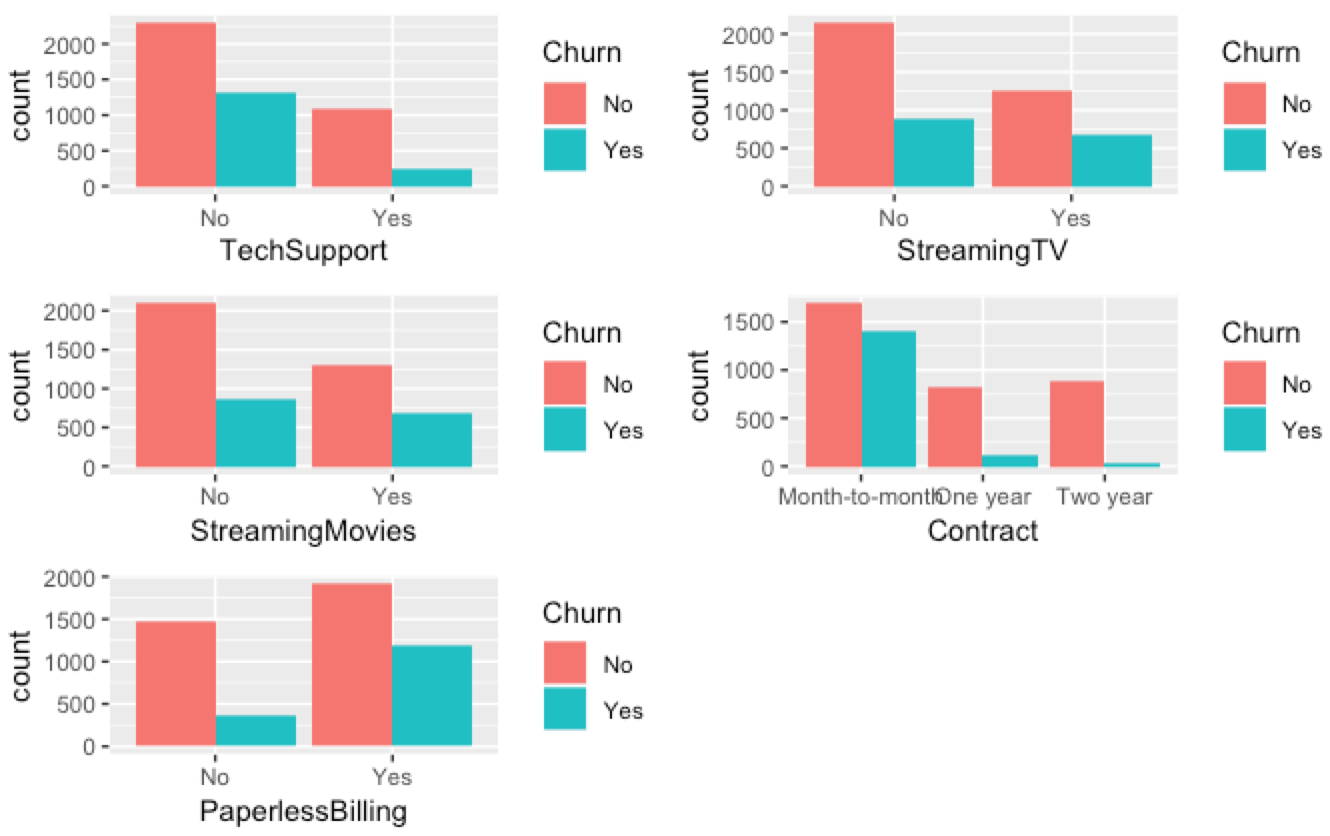 count
2000
1500
1000
500
0
No Yes
TechSupport
Churn
No
Yes
count
2000
1500
1000
500
0
No Yes
StreamingTV
Churn
No
Yes
count
2000
1500
1000
500
0
No Yes
StreamingMovies
Churn
No
Yes
count
1500
1000
500
0
Month-to-month One year Two year
Contract
Churn
No
Yes
count
2000
1500
1000
500
0
No Yes
PaperlessBilling
Churn
No
Yes